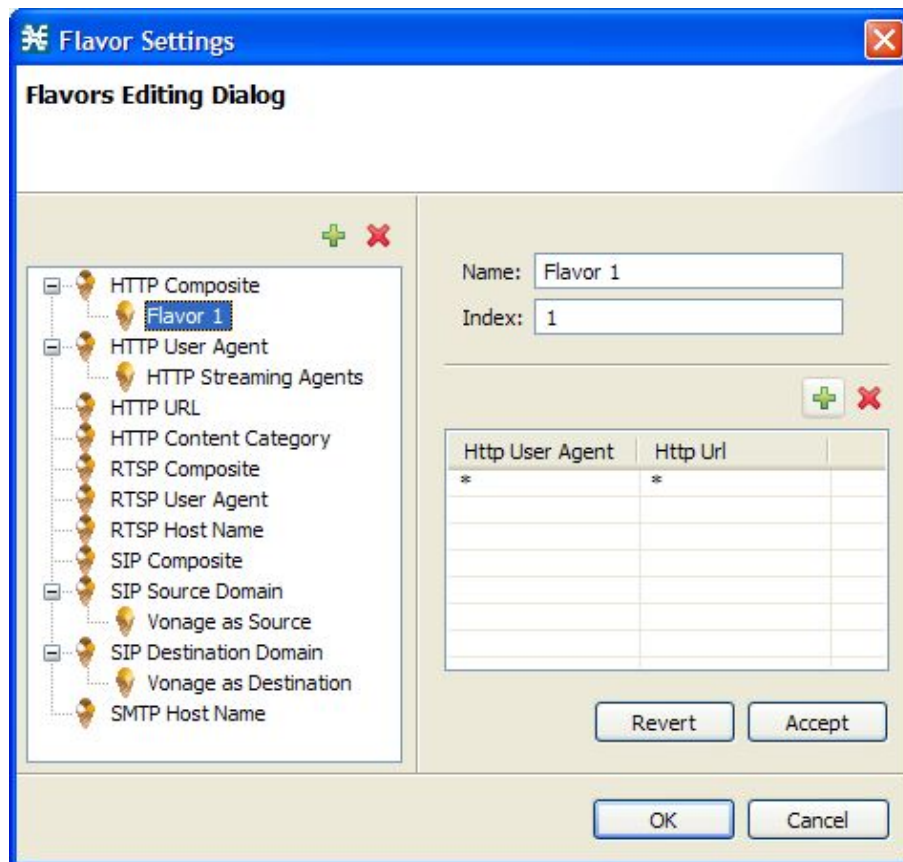 Flavor Settings
Flavors Editing Dialog
HTTP Composite
Flavor 1
HTTP User Agent
HTTP Streaming Agents
HTTP URL
HTTP Content Category
RTSP Composite
RTSP User Agent
RTSP Host Name
SIP Composite
SIP Source Domain
Vonage as Source
SIP Destination Domain
Vonage as Destination
SMTP Host Name
Name: Flavor 1
Index: 1
Http User Agent Http Url
* *
Revert Accept
OK Cancel